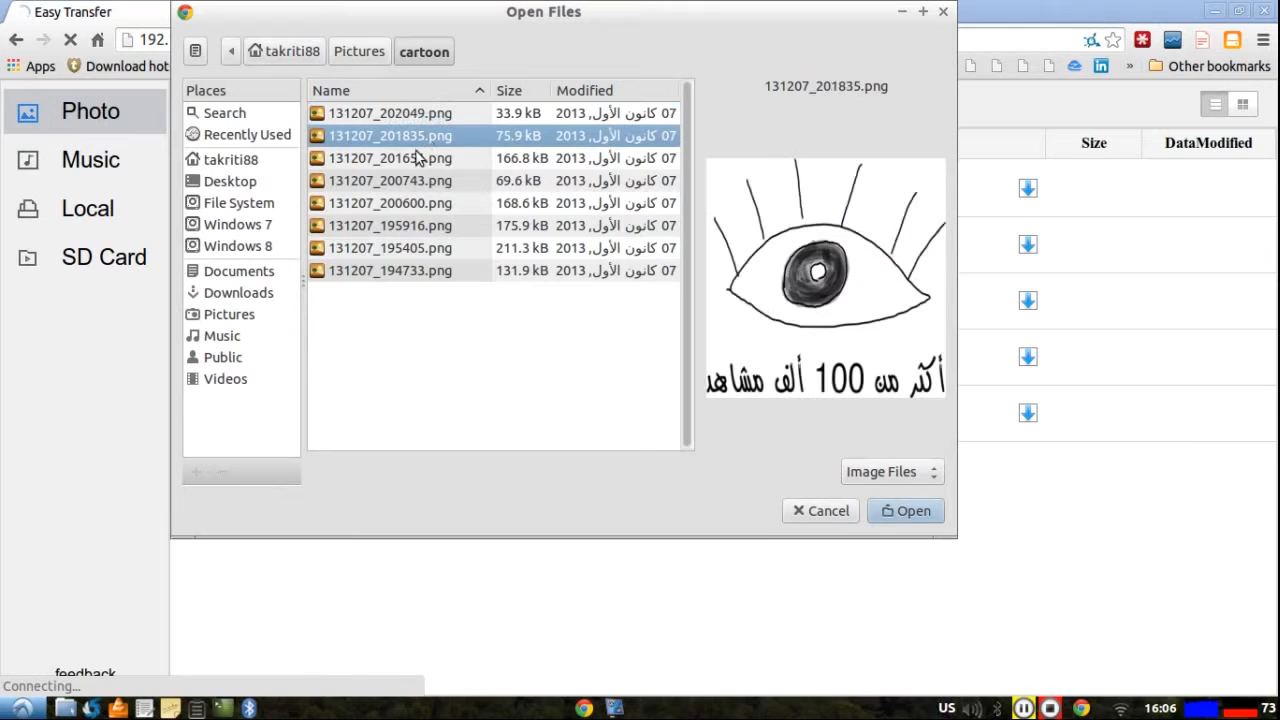 Easy Transfer
Open Files
192.
Apps
Download hot
Other bookmarks
takriti88
Pictures
cartoon
Photo
Music
Local
SD Card
feedback
Connecting...
Places
Search
Recently Used
takriti88
Desktop
File System
Windows 7
Windows 8
Documents
Downloads
Pictures
Music
Public
Videos
Name Size Modified
131207_202049.png 33.9 kB 07 كانون الأول, 2013
131207_201835.png 75.9 kB 07 كانون الأول, 2013
.png 166.8 kB 07 كانون الأول, 2013
131207_200743.png 69.6 kB 07 كانون الأول, 2013
131207_200600.png 168.6 kB 07 كانون الأول, 2013
131207_195916.png 175.9 kB 07 كانون الأول, 2013
131207_195405.png 211.3 kB 07 كانون الأول, 2013
131207_194733.png 131.9 kB 07 كانون الأول, 2013
131207_201835.png
أكثر من 100 ألف مشاهد
Image Files
Cancel
Open
Size
DataModified
US
16:06
73